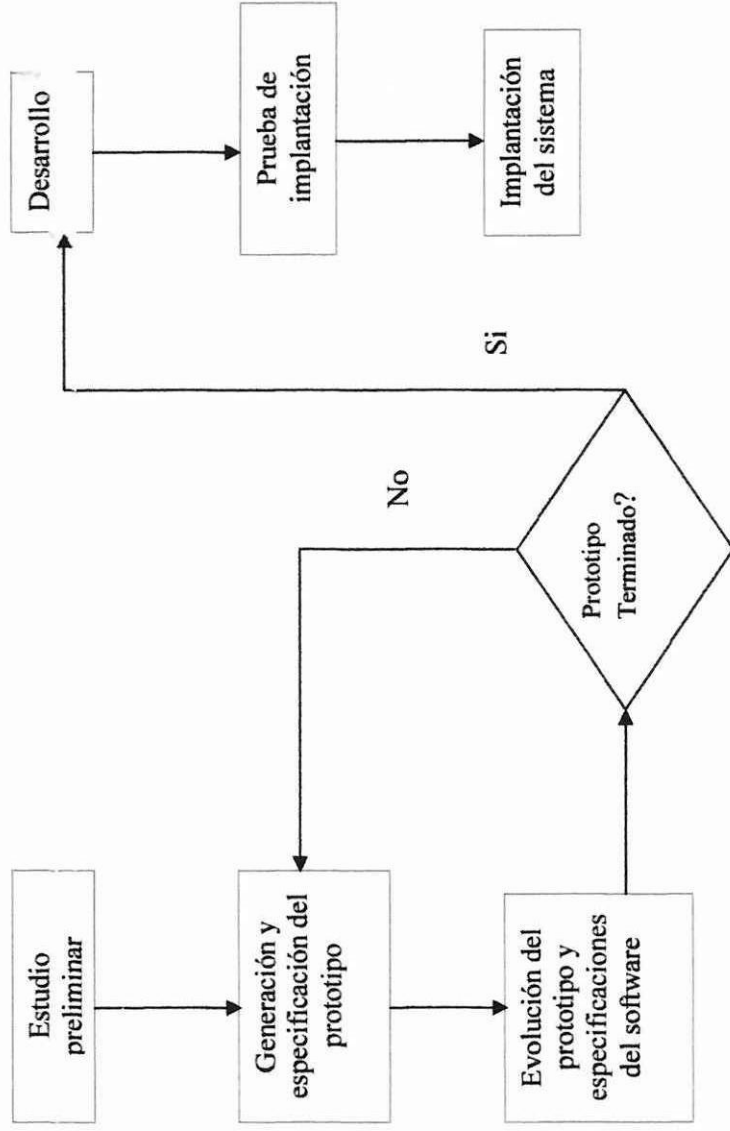 Estudio
preliminar
Generación y
especificación del
prototipo
Evolución del
prototipo y
especificaciones
del software
Prototipo
Terminado?
No
Si
Desarrollo
Prueba de
implantación
Implantación
del sistema